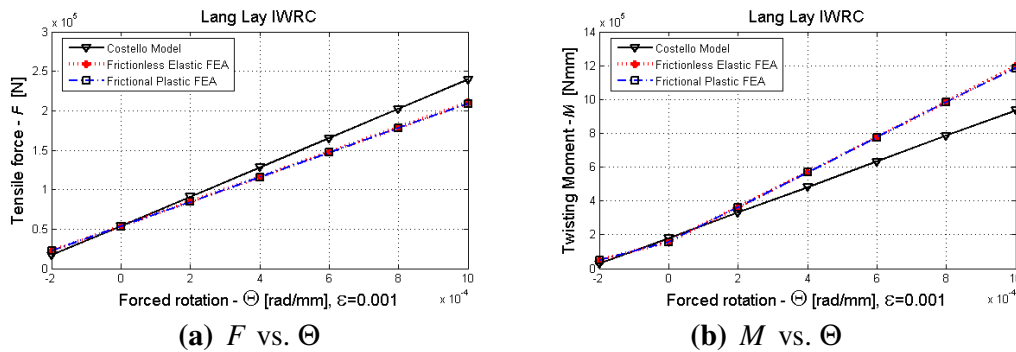 Lang Lay IWRC
x 10^5
3
2.5
2
1.5
1
0.5
0
Tensile force - F [N]
Costello Model
Frictionless Elastic FEA
Frictional Plastic FEA
-2 0 2 4 6 8 10
x 10^-4
Forced rotation - Θ [rad/mm], ε=0.001
(a) F vs. Θ
Lang Lay IWRC
x 10^5
14
12
10
8
6
4
2
0
Twisting Moment - M [Nmm]
Costello Model
Frictionless Elastic FEA
Frictional Plastic FEA
-2 0 2 4 6 8 10
x 10^-4
Forced rotation - Θ [rad/mm], ε=0.001
(b) M vs. Θ